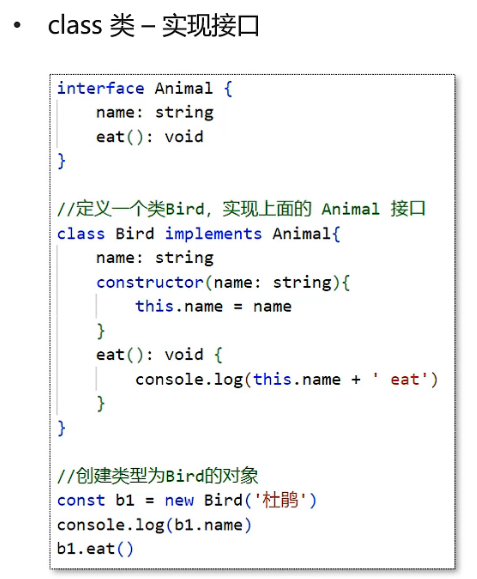 • class 类 – 实现接口
interface Animal {
    name: string
    eat(): void
}
//定义一个类Bird，实现上面的 Animal 接口
class Bird implements Animal{
    name: string
    constructor(name: string){
        this.name = name
    }
    eat(): void {
        console.log(this.name + ' eat')
    }
}
//创建类型为Bird的对象
const b1 = new Bird('杜鹃')
console.log(b1.name)
b1.eat()